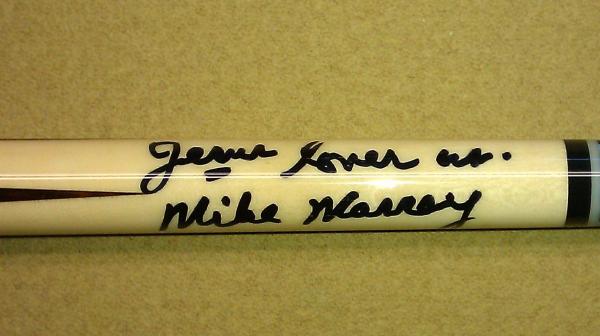 Jesus loves us.
Mike Massey